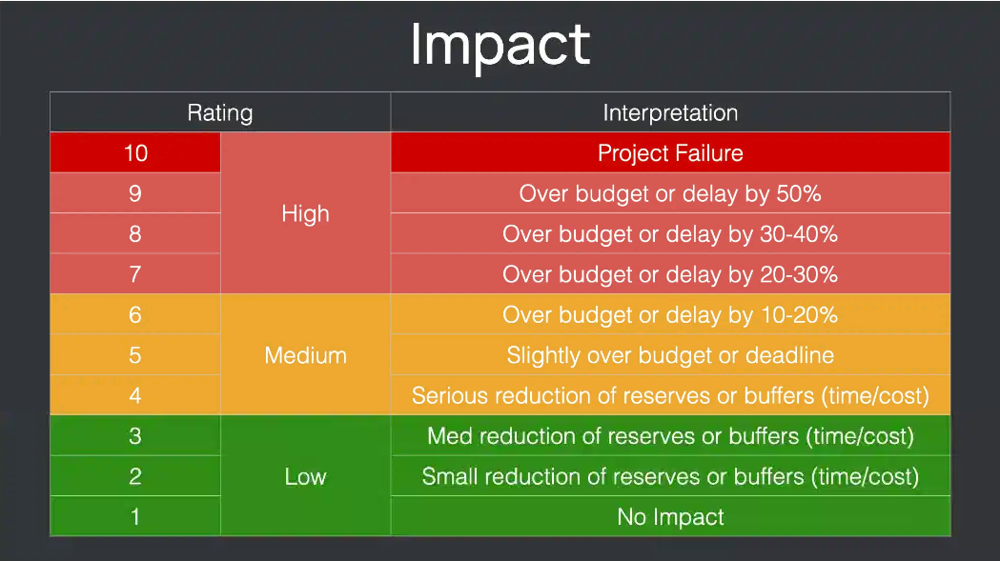 Impact
Rating Interpretation
10 Project Failure
9 Over budget or delay by 50%
High
8 Over budget or delay by 30-40%
7 Over budget or delay by 20-30%
6 Over budget or delay by 10-20%
5 Medium Slightly over budget or deadline
4 Serious reduction of reserves or buffers (time/cost)
3 Med reduction of reserves or buffers (time/cost)
2 Low Small reduction of reserves or buffers (time/cost)
1 No Impact